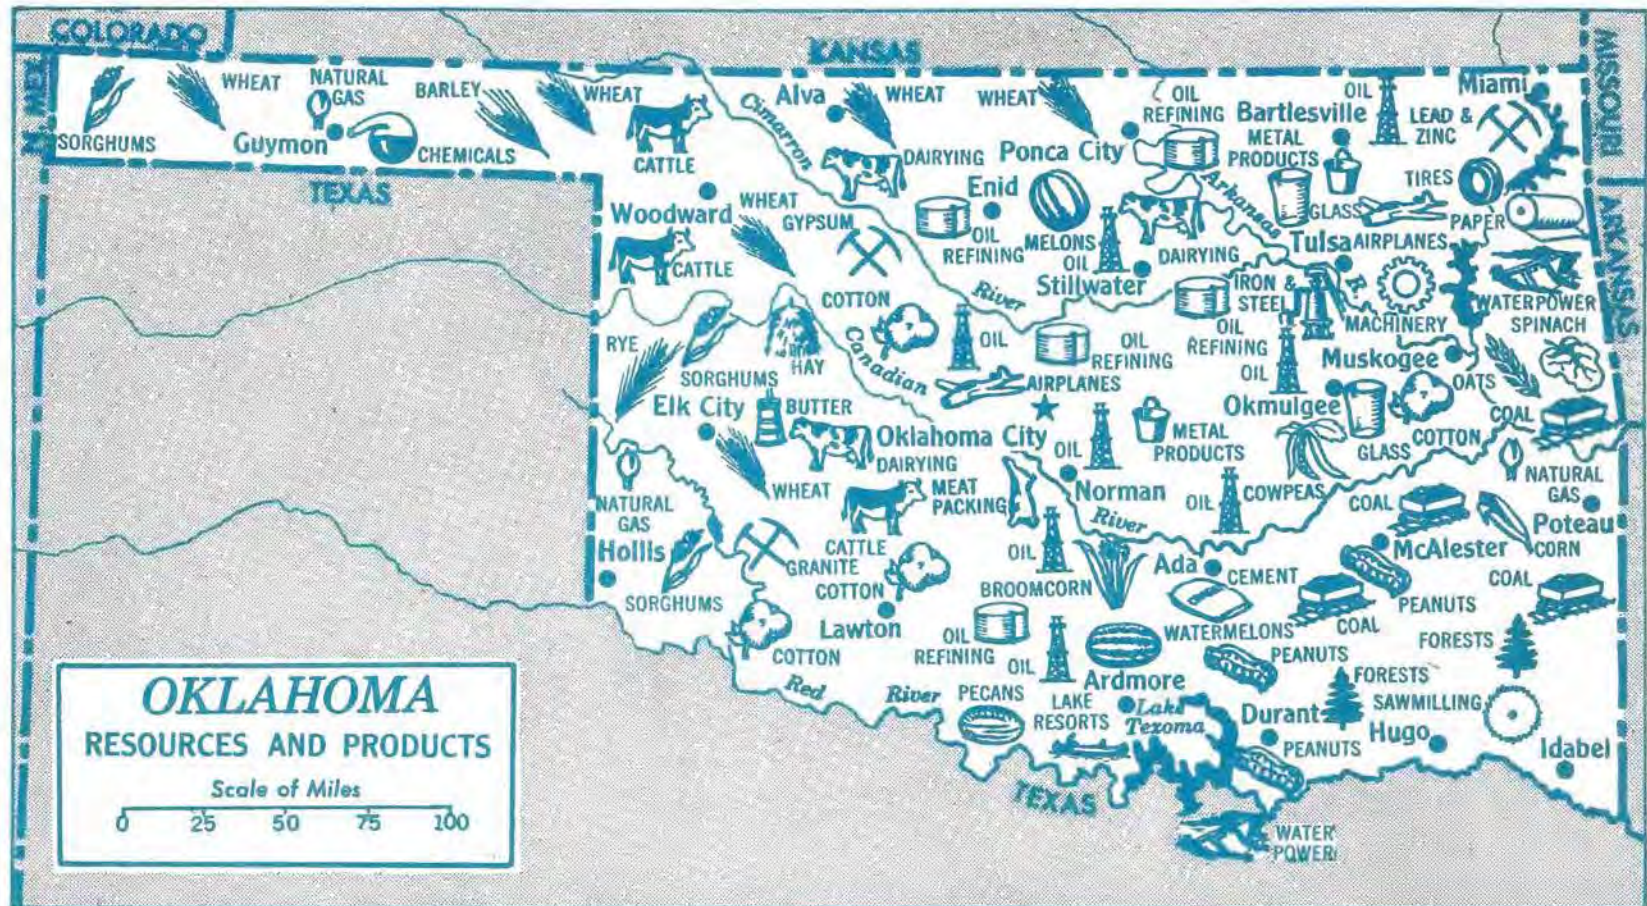 COLORADO
KANSAS
MISSOURI
NEW M
WHEAT
NATURAL
GAS
BARLEY
WHEAT
Alva
WHEAT
WHEAT
OIL
REFINING
Bartlesville
OIL
Miami
SORGHUMS
Guymon
CHEMICALS
CATTLE
Cimarron
DAIRYING
Ponca City
METAL
PRODUCTS
LEAD &
ZINC
TEXAS
Woodward
WHEAT
GYPSUM
Enid
Arkansas
GLASS
TIRES
PAPER
ARKANSAS
CATTLE
OIL
REFINING
MELONS
OIL
DAIRYING
Tulsa
AIRPLANES
River
Stillwater
IRON &
STEEL
R.
WATERPOWER
SPINACH
COTTON
OIL
OIL
REFINING
OIL
REFINING
MACHINERY
RYE
SORGHUMS
HAY
Canadian
AIRPLANES
OIL
Muskogee
OATS
Elk City
BUTTER
Okmulgee
COAL
Oklahoma City
DAIRYING
OIL
METAL
PRODUCTS
GLASS
COTTON
NATURAL
GAS
WHEAT
MEAT
PACKING
Norman
OIL
COWPEAS
COAL
NATURAL
GAS
River
Poteau
Hollis
GRANITE
CATTLE
COTTON
OIL
BROOMCORN
Ada
CEMENT
McAlester
CORN
SORGHUMS
PEANUTS
COAL
COTTON
Lawton
OIL
REFINING
OIL
WATERMELONS
COAL
PEANUTS
FORESTS
Red
River
PECANS
LAKE
RESORTS
Ardmore
Lake
Texoma
FORESTS
SAWMILLING
Durant
PEANUTS
Hugo
Idabel
TEXAS
WATER
POWER
OKLAHOMA
RESOURCES AND PRODUCTS
Scale of Miles
0 25 50 75 100